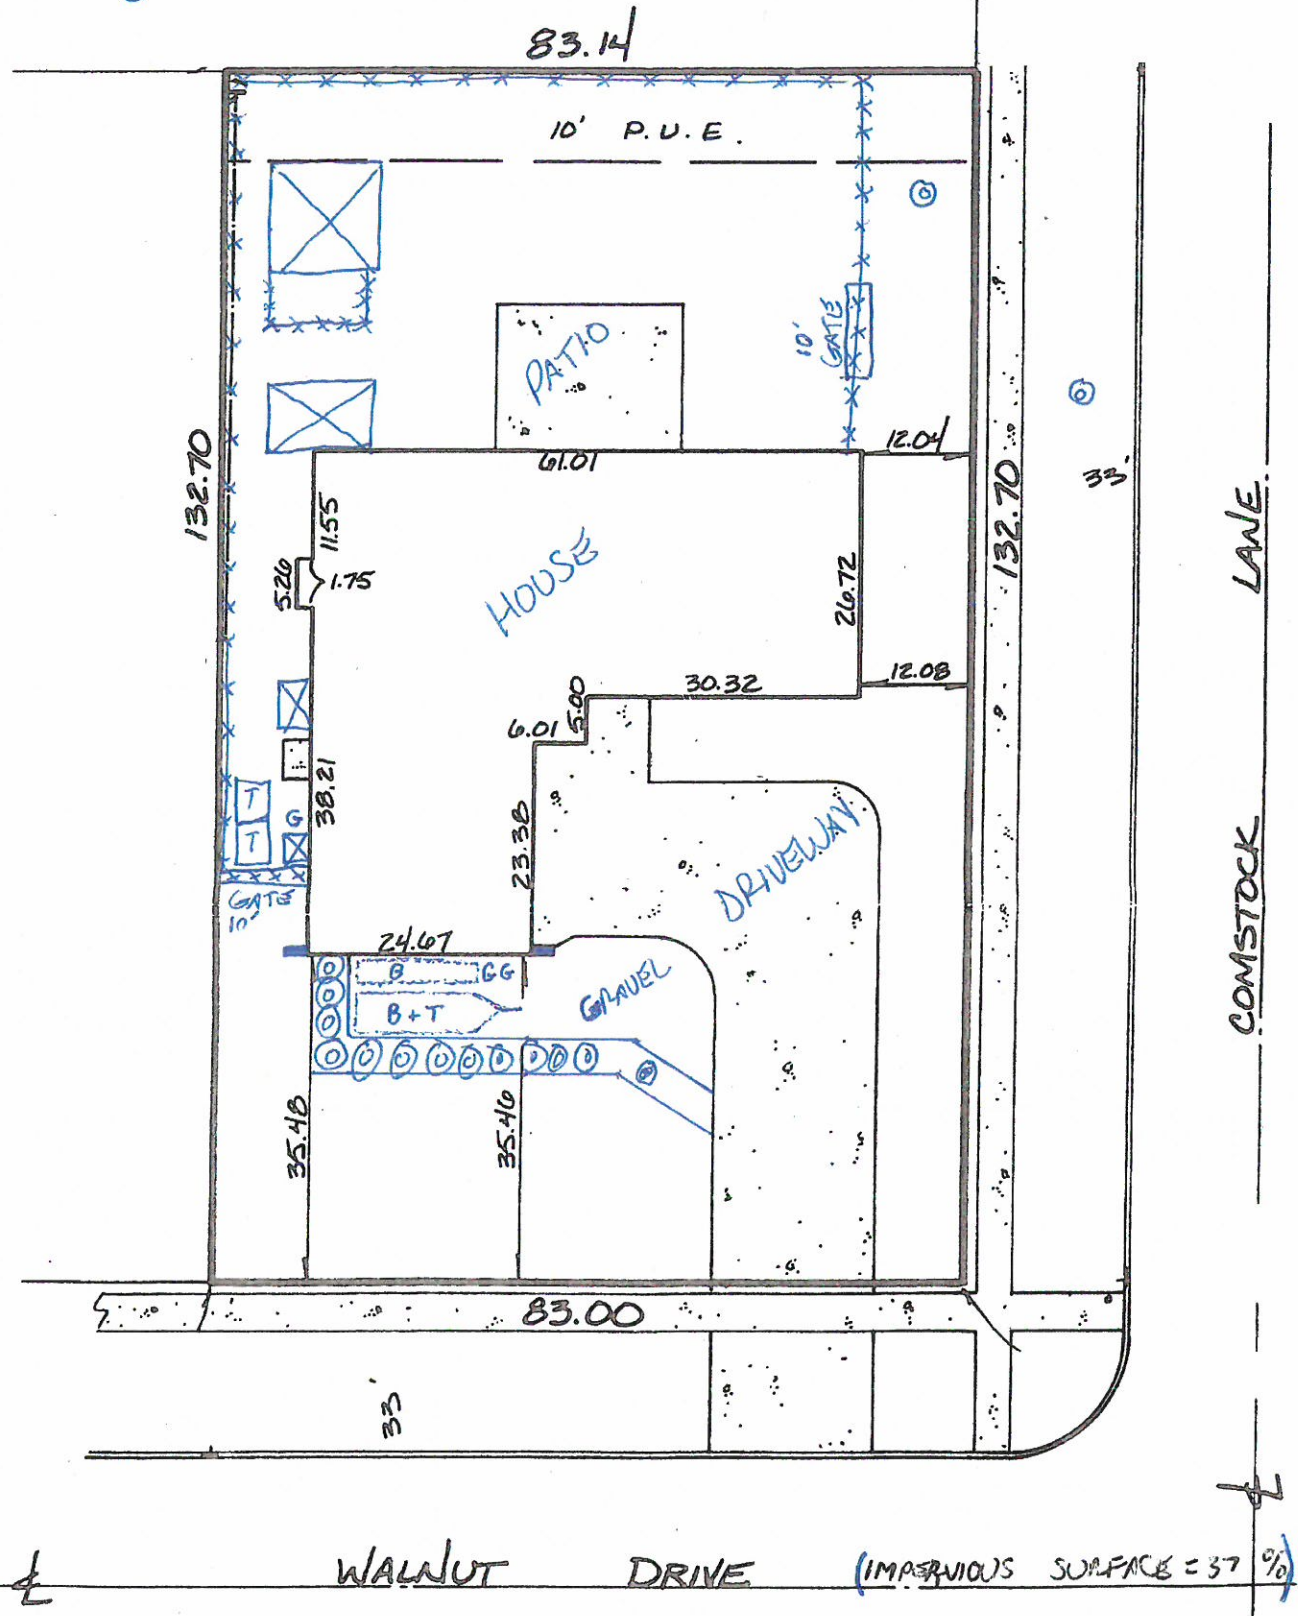 83.14
10' P.U.E.
10'
GATE
PATIO
61.01
12.04
132.70
132.70
33'
LANE
11.55
5.26
1.75
HOUSE
26.72
12.08
30.32
5.00
6.01
38.21
T
T
G
GATE
10'
23.38
DRIVEWAY
COMSTOCK
24.67
B
GG
B + T
GRAVEL
35.48
35.46
83.00
33'
WALNUT DRIVE
(IMPERVIOUS SURFACE = 37 %)